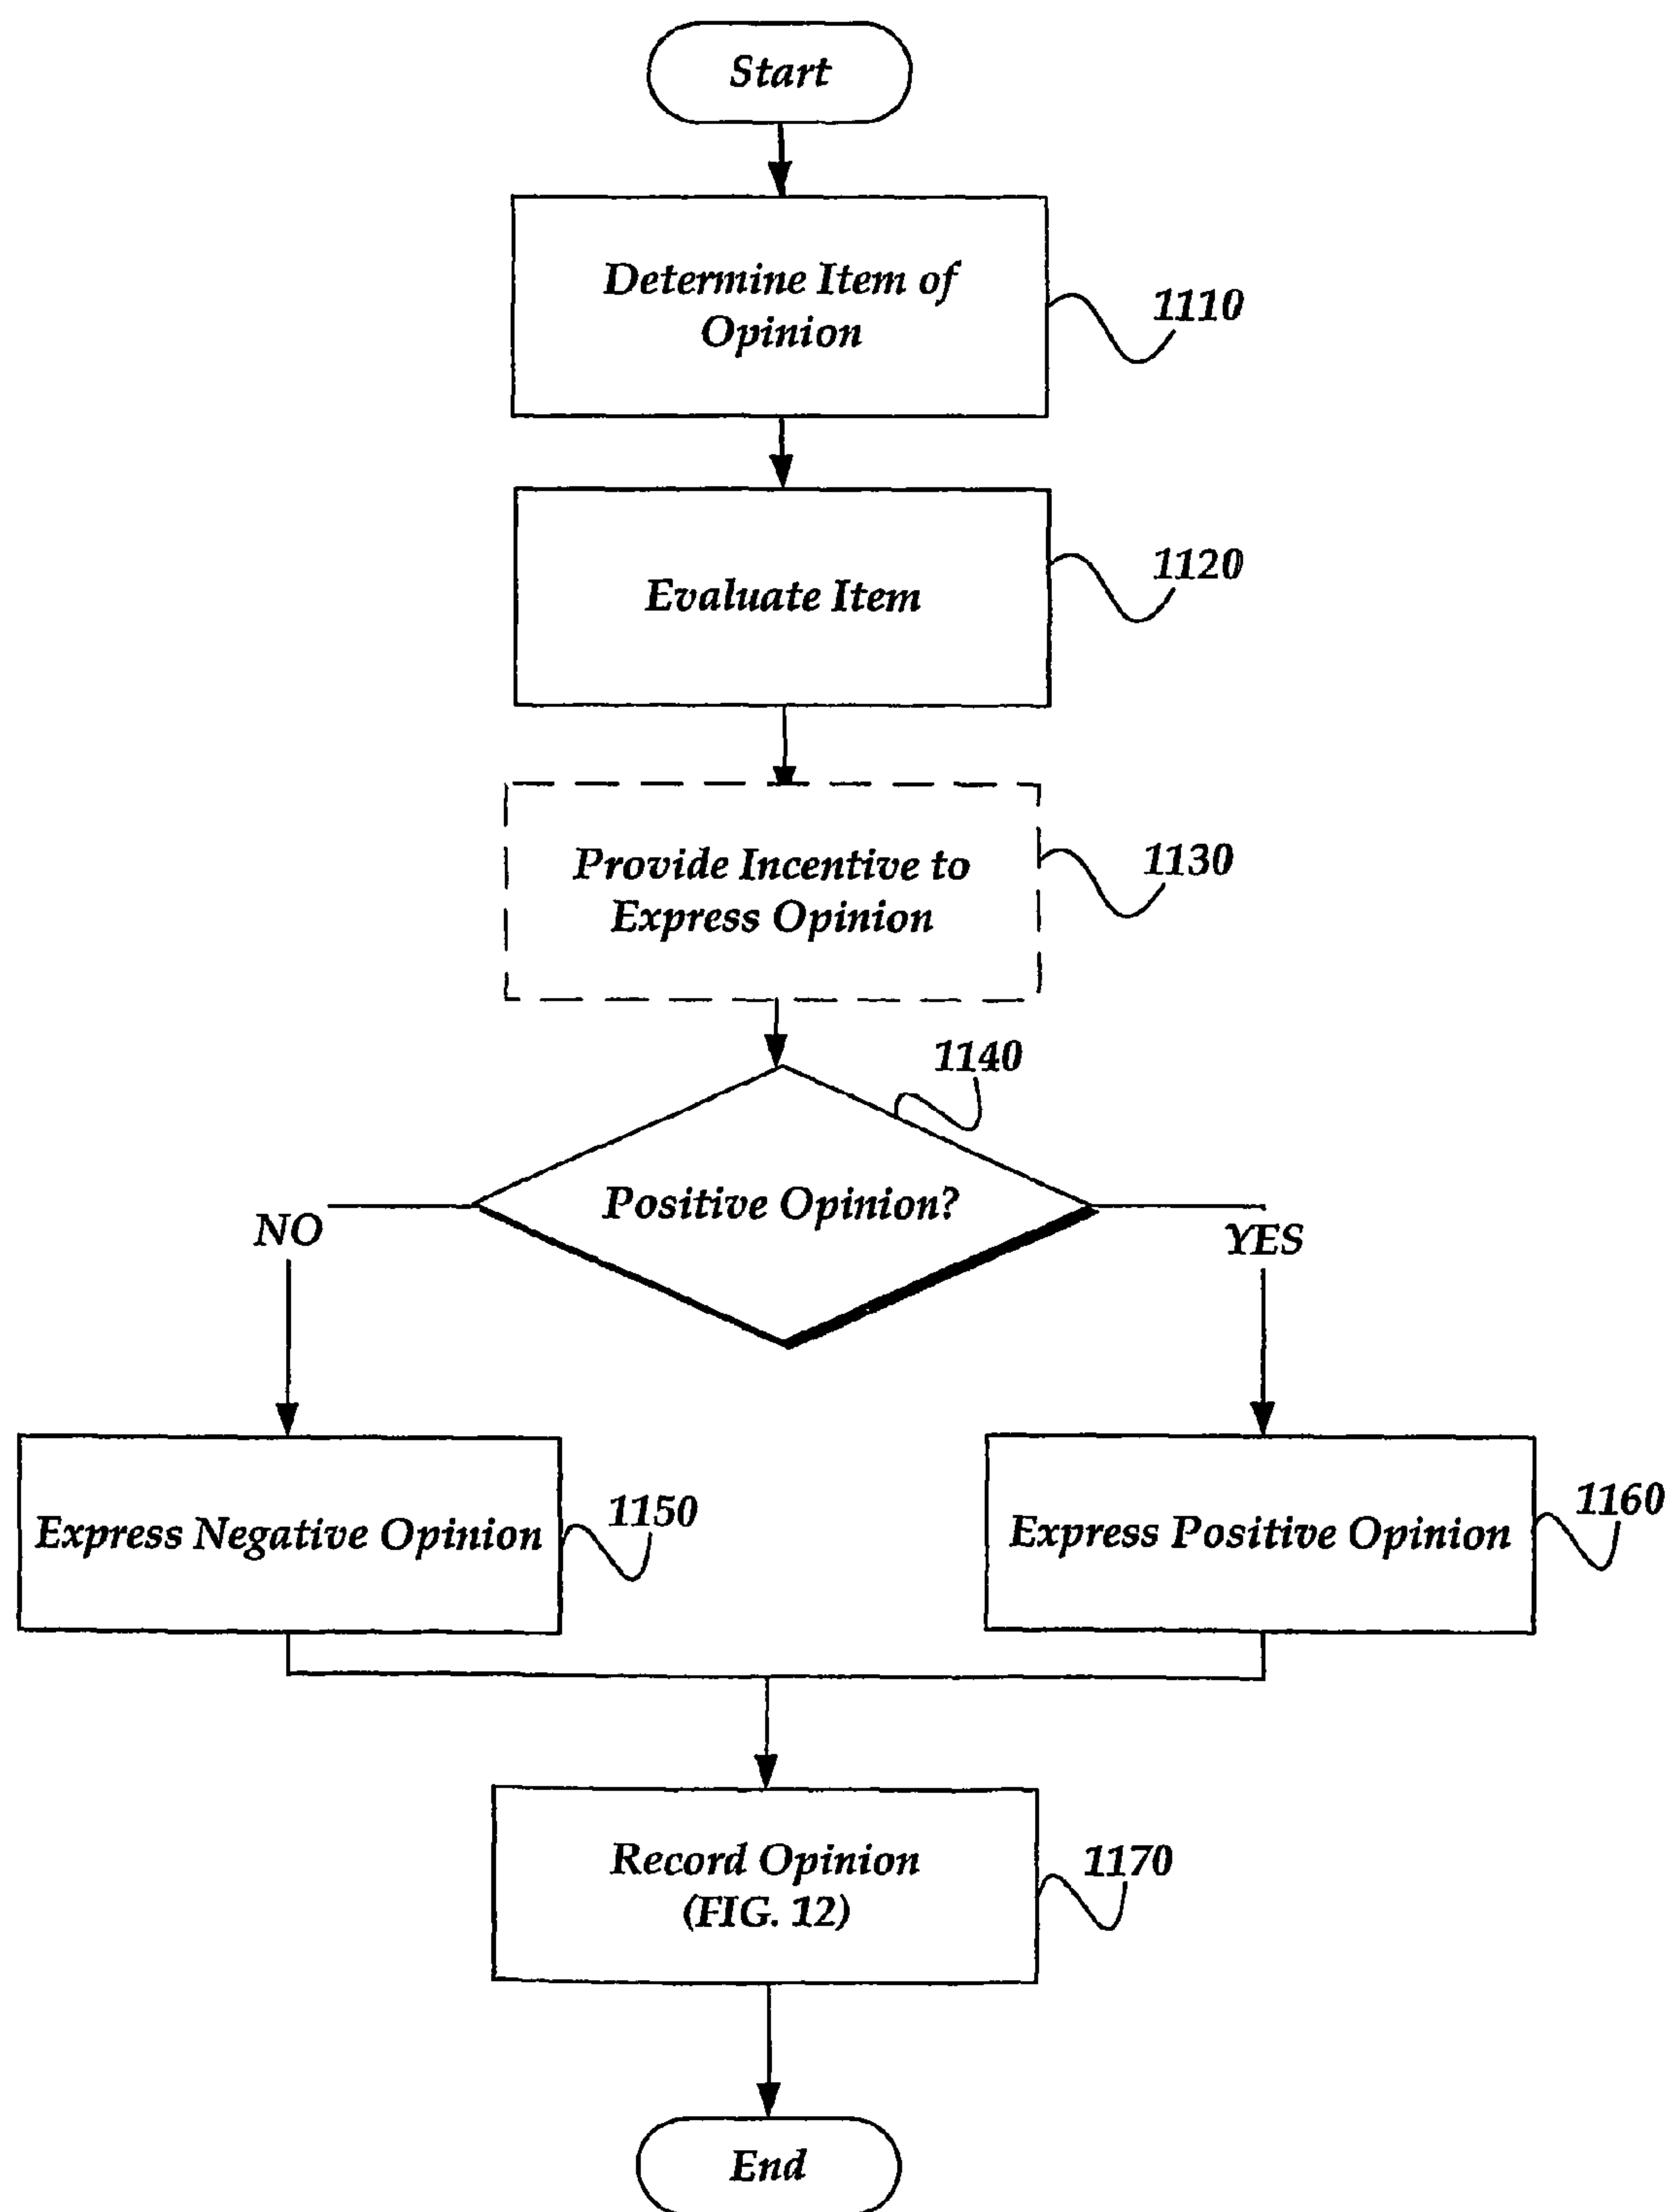 Start
Determine Item of
Opinion
1110
Evaluate Item
1120
Provide Incentive to
Express Opinion
1130
1140
Positive Opinion?
NO
YES
Express Negative Opinion
1150
Express Positive Opinion
1160
Record Opinion
(FIG. 12)
1170
End